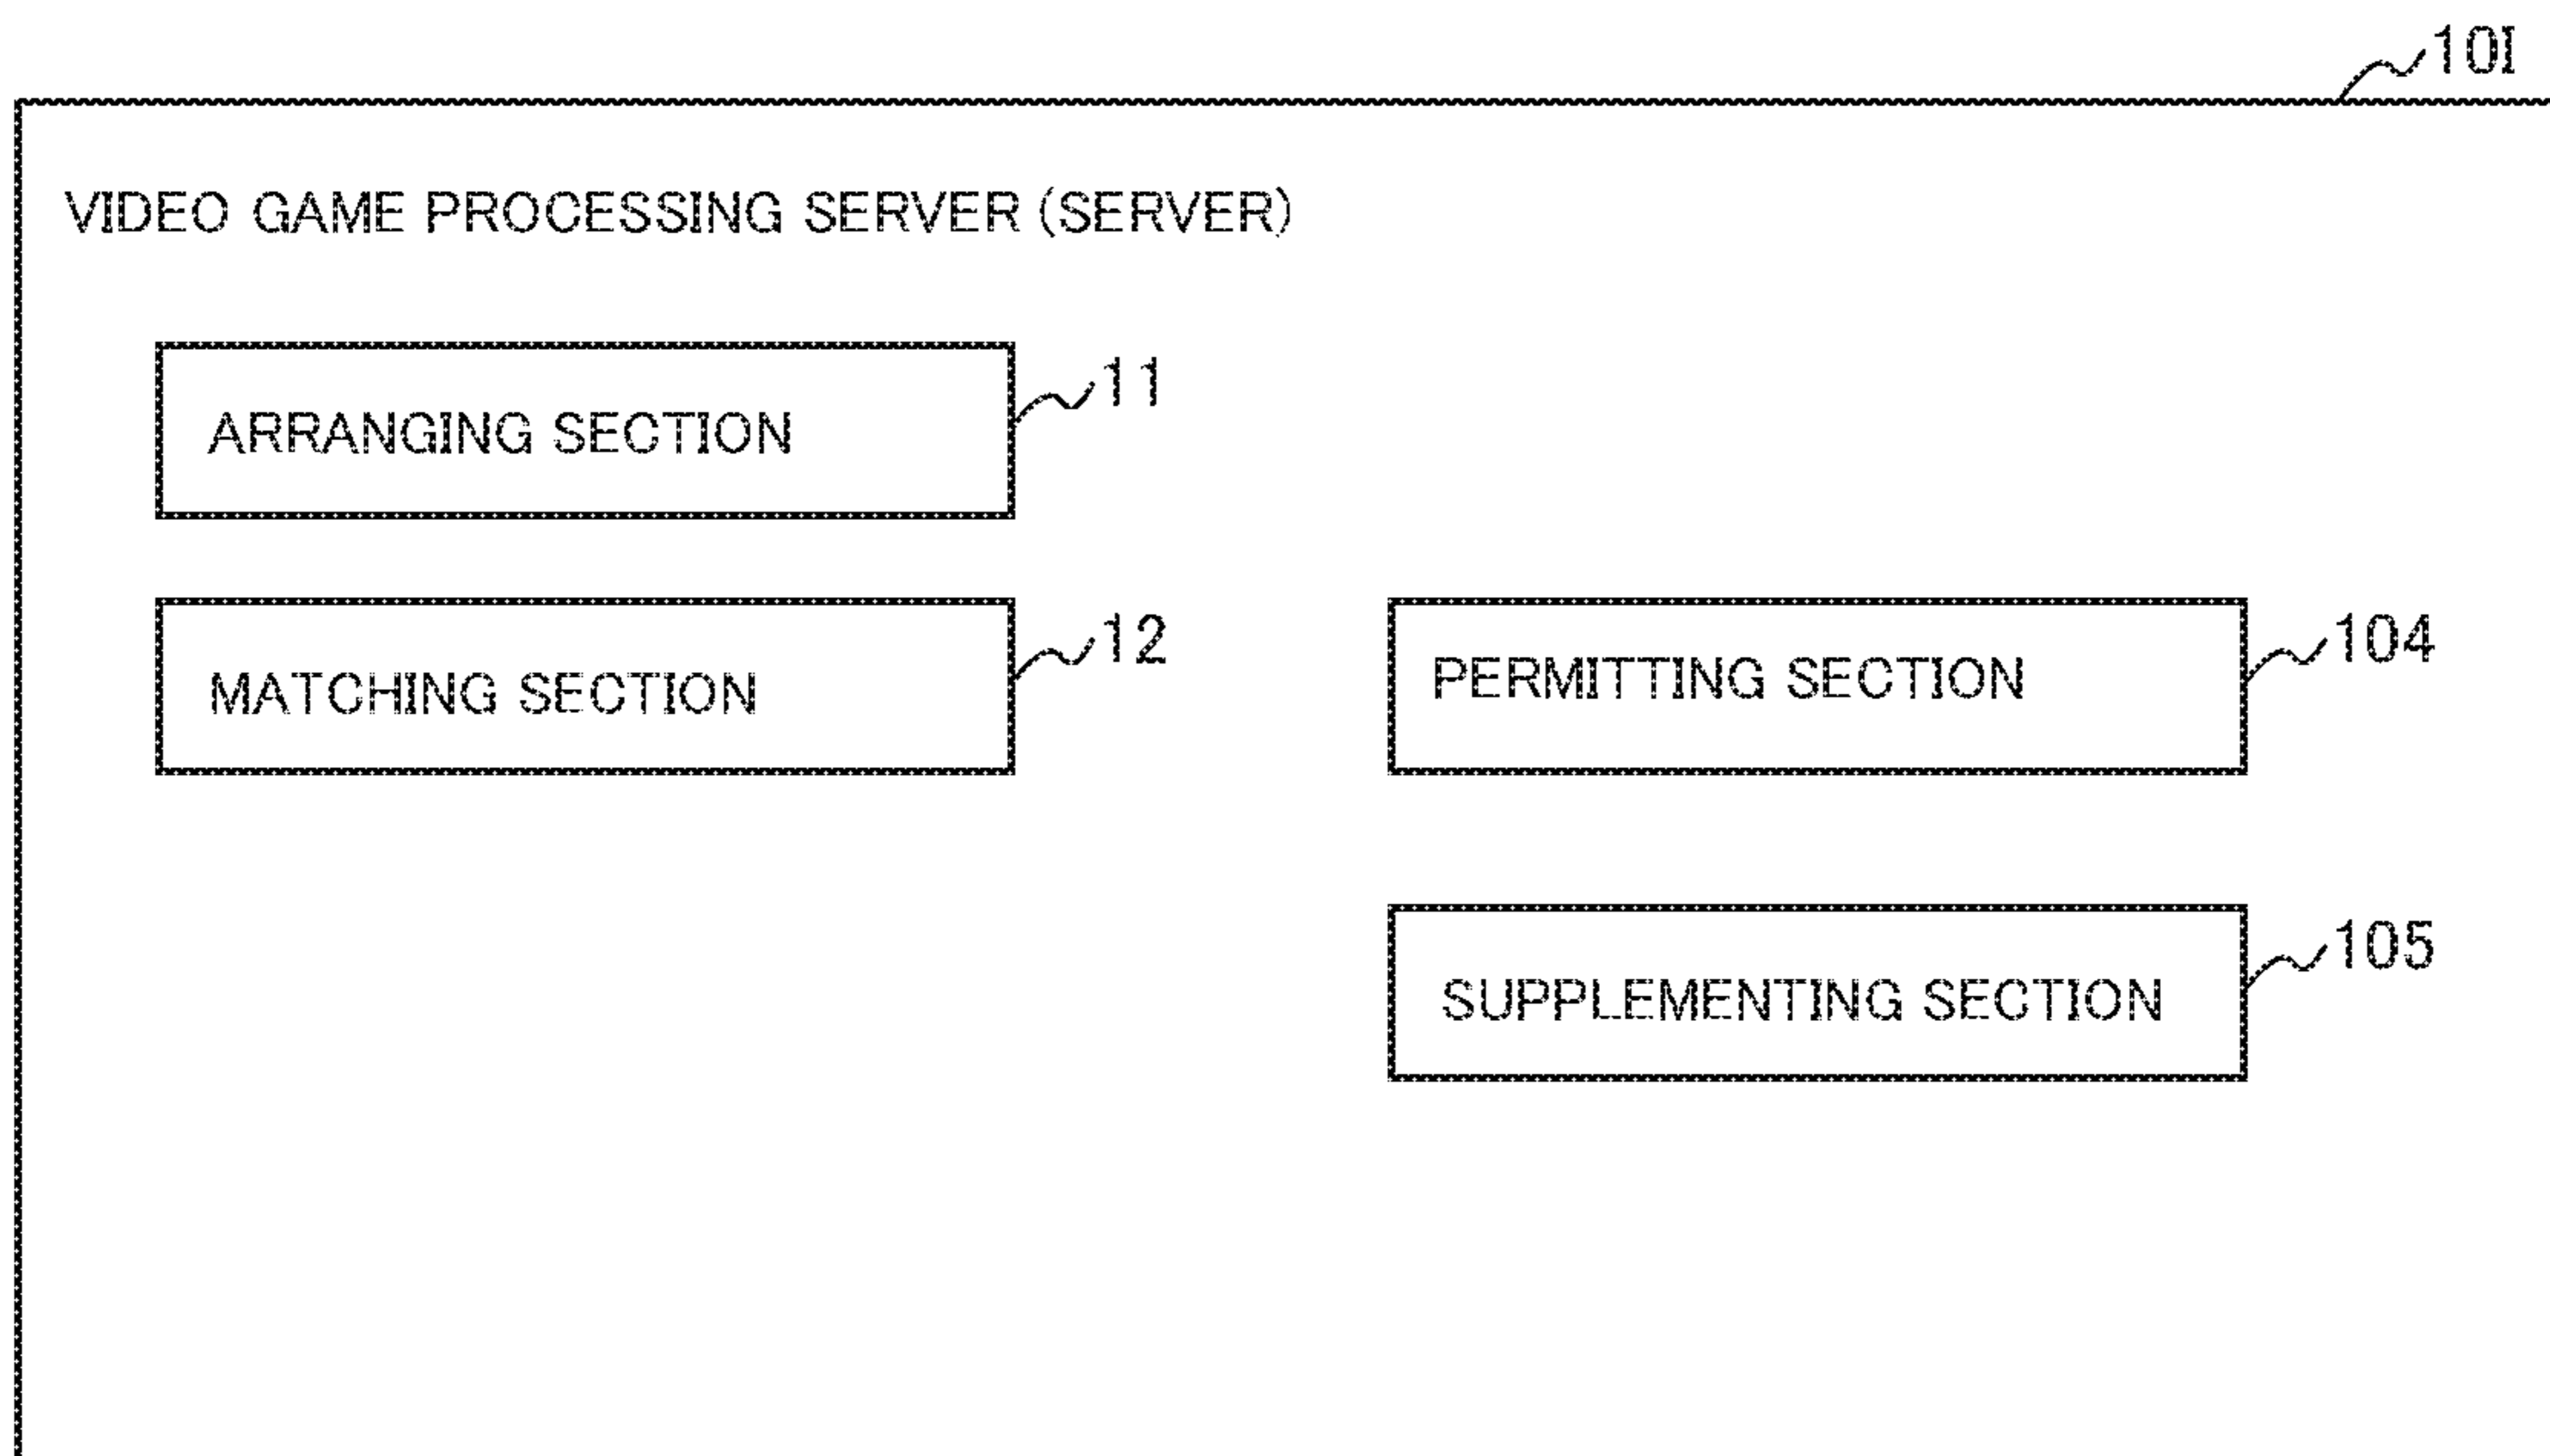 10I
VIDEO GAME PROCESSING SERVER (SERVER)
ARRANGING SECTION
11
MATCHING SECTION
12
PERMITTING SECTION
104
SUPPLEMENTING SECTION
105